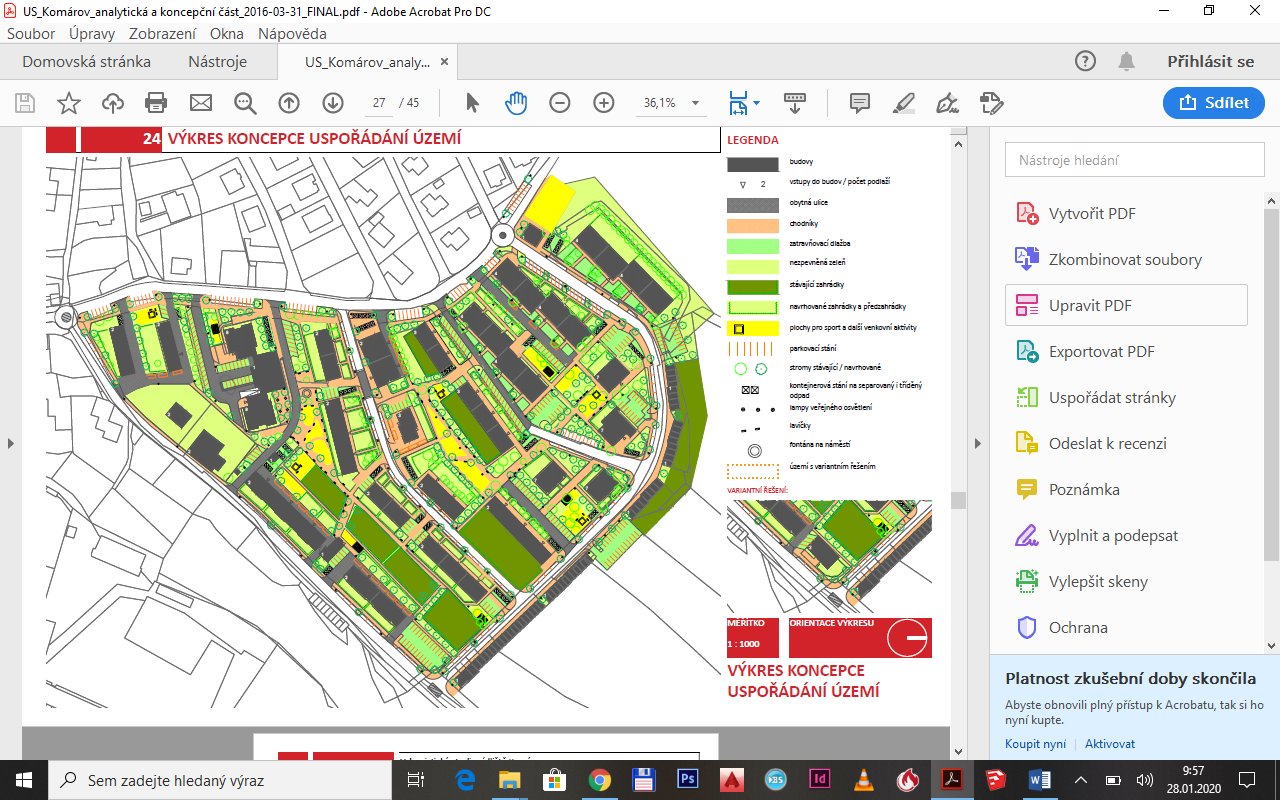 US_Komárov_analytická a koncepční část_2016-03-31_FINAL.pdf - Adobe Acrobat Pro DC
Soubor Úpravy Zobrazení Okna Nápověda
Domovská stránka Nástroje US_Komárov_analy... × Přihlásit se
27 / 45 36,1% Sdílet
24 VÝKRES KONCEPCE USPOŘÁDÁNÍ ÚZEMÍ
LEGENDA
budovy
2 vstupy do budov / počet podlaží
obytná ulice
chodníky
zatravňovací dlažba
nezpevněná zeleň
stávající zahrádky
navrhované zahrádky a předzahrádky
plochy pro sport a další venkovní aktivity
parkovací stání
stromy stávající / navrhované
kontejnerová stání na separovaný i tříděný
odpad
lampy veřejného osvětlení
lavičky
fontána na náměstí
území s variantním řešením
VARIANTNÍ ŘEŠENÍ:
MĚŘÍTKO
1 : 1000
ORIENTACE VÝKRESU
VÝKRES KONCEPCE
USPOŘÁDÁNÍ ÚZEMÍ
Nástroje hledání
Vytvořit PDF
Zkombinovat soubory
Upravit PDF
Exportovat PDF
Uspořádat stránky
Odeslat k recenzi
Poznámka
Vyplnit a podepsat
Vylepšit skeny
Ochrana
Platnost zkušební doby skončila
Abyste obnovili plný přístup k Acrobatu, tak si ho
nyní kupte.
Koupit nyní Aktivovat
Sem zadejte hledaný výraz
9:57
28.01.2020